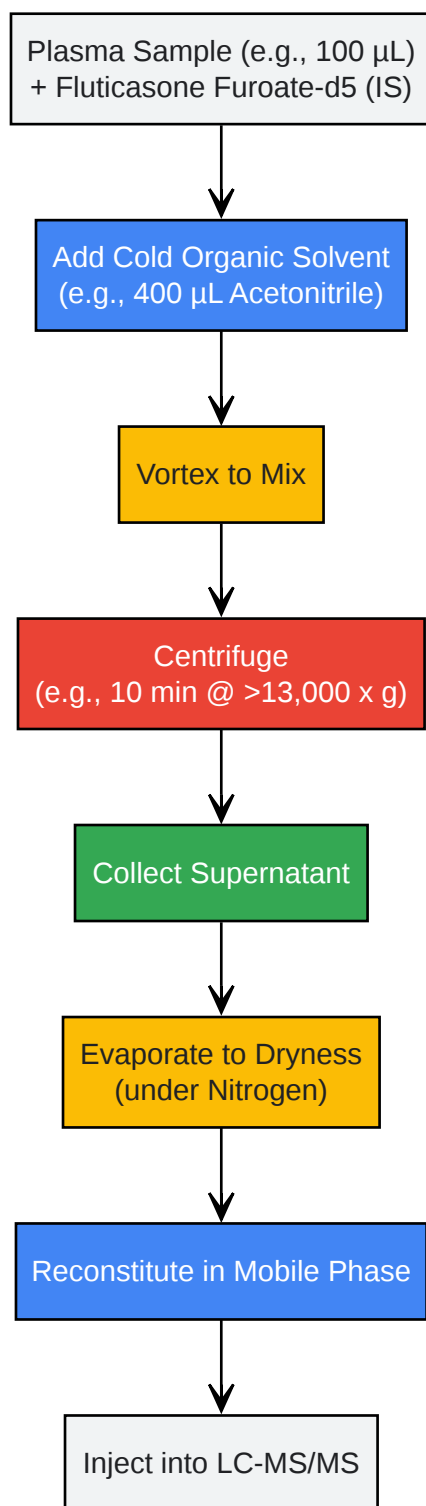 Plasma Sample (e.g., 100 µL)
+ Fluticasone Furoate-d5 (IS)
Add Cold Organic Solvent
(e.g., 400 µL Acetonitrile)
Vortex to Mix
Centrifuge
(e.g., 10 min @ >13,000 x g)
Collect Supernatant
Evaporate to Dryness
(under Nitrogen)
Reconstitute in Mobile Phase
Inject into LC-MS/MS